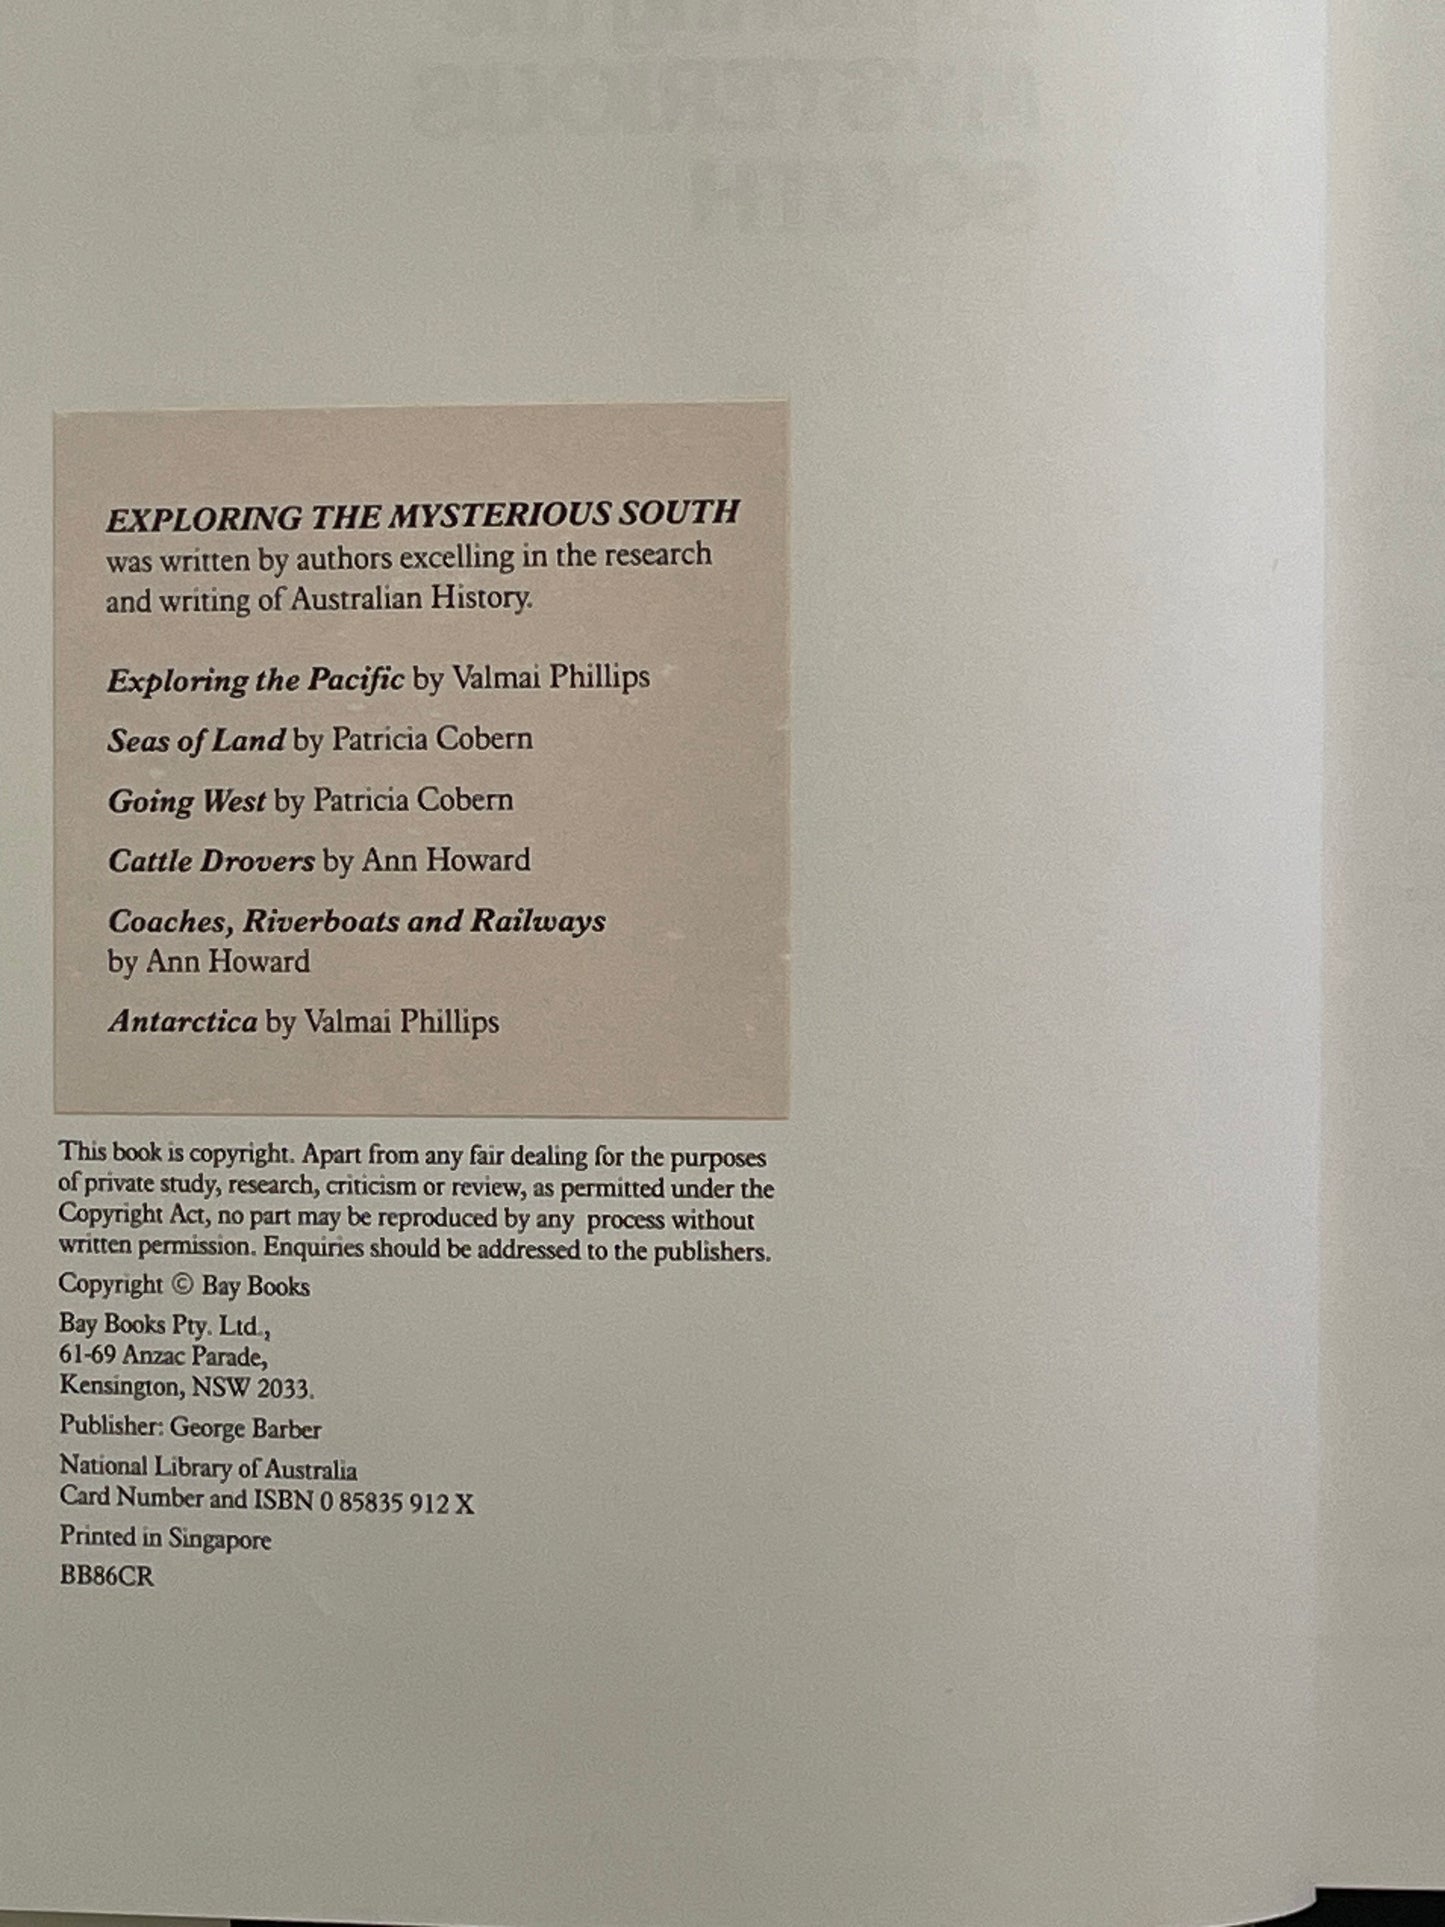 MYSTERIOUS
SOUTH
EXPLORING THE MYSTERIOUS SOUTH
was written by authors excelling in the research
and writing of Australian History.
Exploring the Pacific by Valmai Phillips
Seas of Land by Patricia Cobern
Going West by Patricia Cobern
Cattle Drovers by Ann Howard
Coaches, Riverboats and Railways
by Ann Howard
Antarctica by Valmai Phillips
This book is copyright. Apart from any fair dealing for the purposes
of private study, research, criticism or review, as permitted under the
Copyright Act, no part may be reproduced by any process without
written permission. Enquiries should be addressed to the publishers.
Copyright © Bay Books
Bay Books Pty. Ltd.,
61-69 Anzac Parade,
Kensington, NSW 2033.
Publisher: George Barber
National Library of Australia
Card Number and ISBN 0 85835 912 X
Printed in Singapore
BB86CR